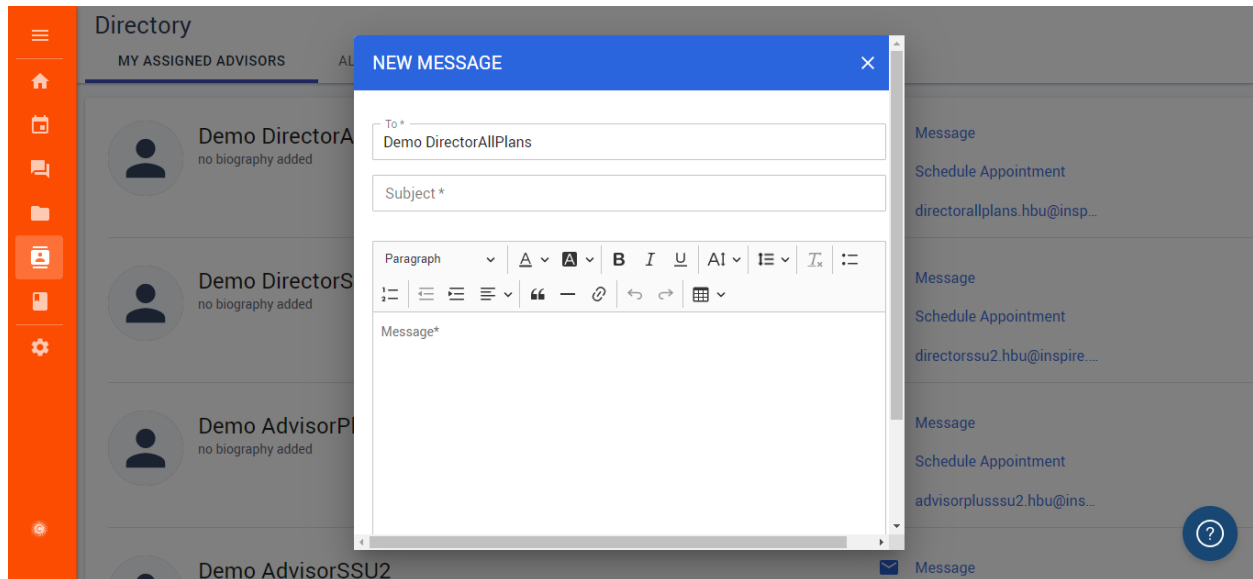 Directory
MY ASSIGNED ADVISORS AL
NEW MESSAGE
To *
Demo DirectorAllPlans
Subject *
Paragraph
Message*
Demo DirectorA
no biography added
Message
Schedule Appointment
directorallplans.hbu@insp...
Demo DirectorS
no biography added
Message
Schedule Appointment
directorssu2.hbu@inspire....
Demo AdvisorPl
no biography added
Message
Schedule Appointment
advisorplusssu2.hbu@ins...
Demo AdvisorSSU2
Message